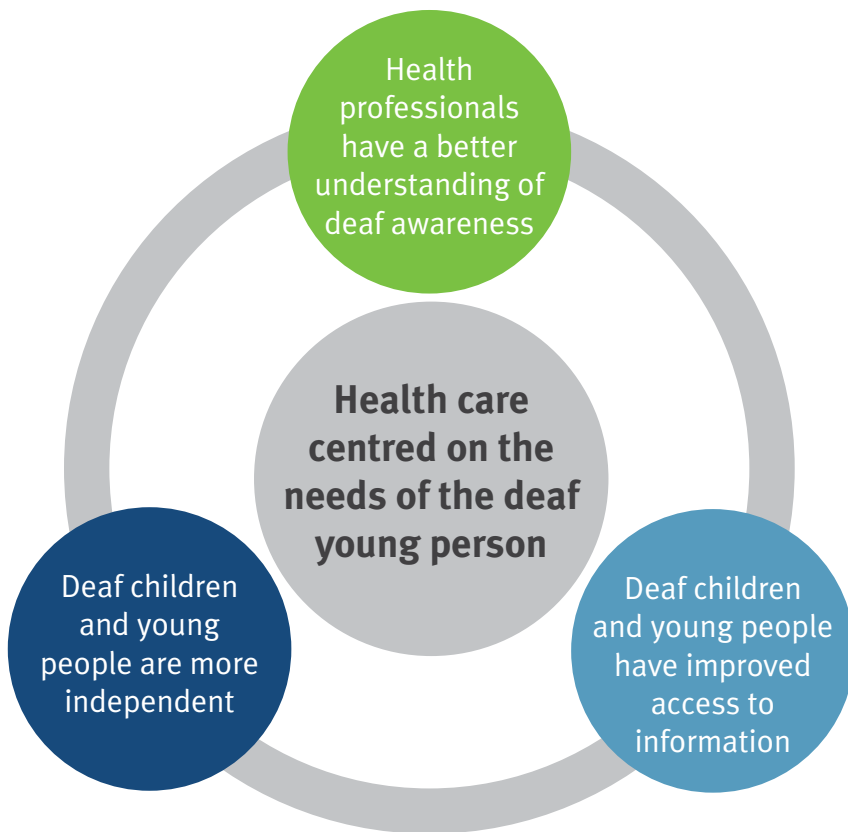 Health
professionals
have a better
understanding of
deaf awareness
Health care
centred on the
needs of the deaf
young person
Deaf children
and young
people are more
independent
Deaf children
and young people
have improved
access to
information